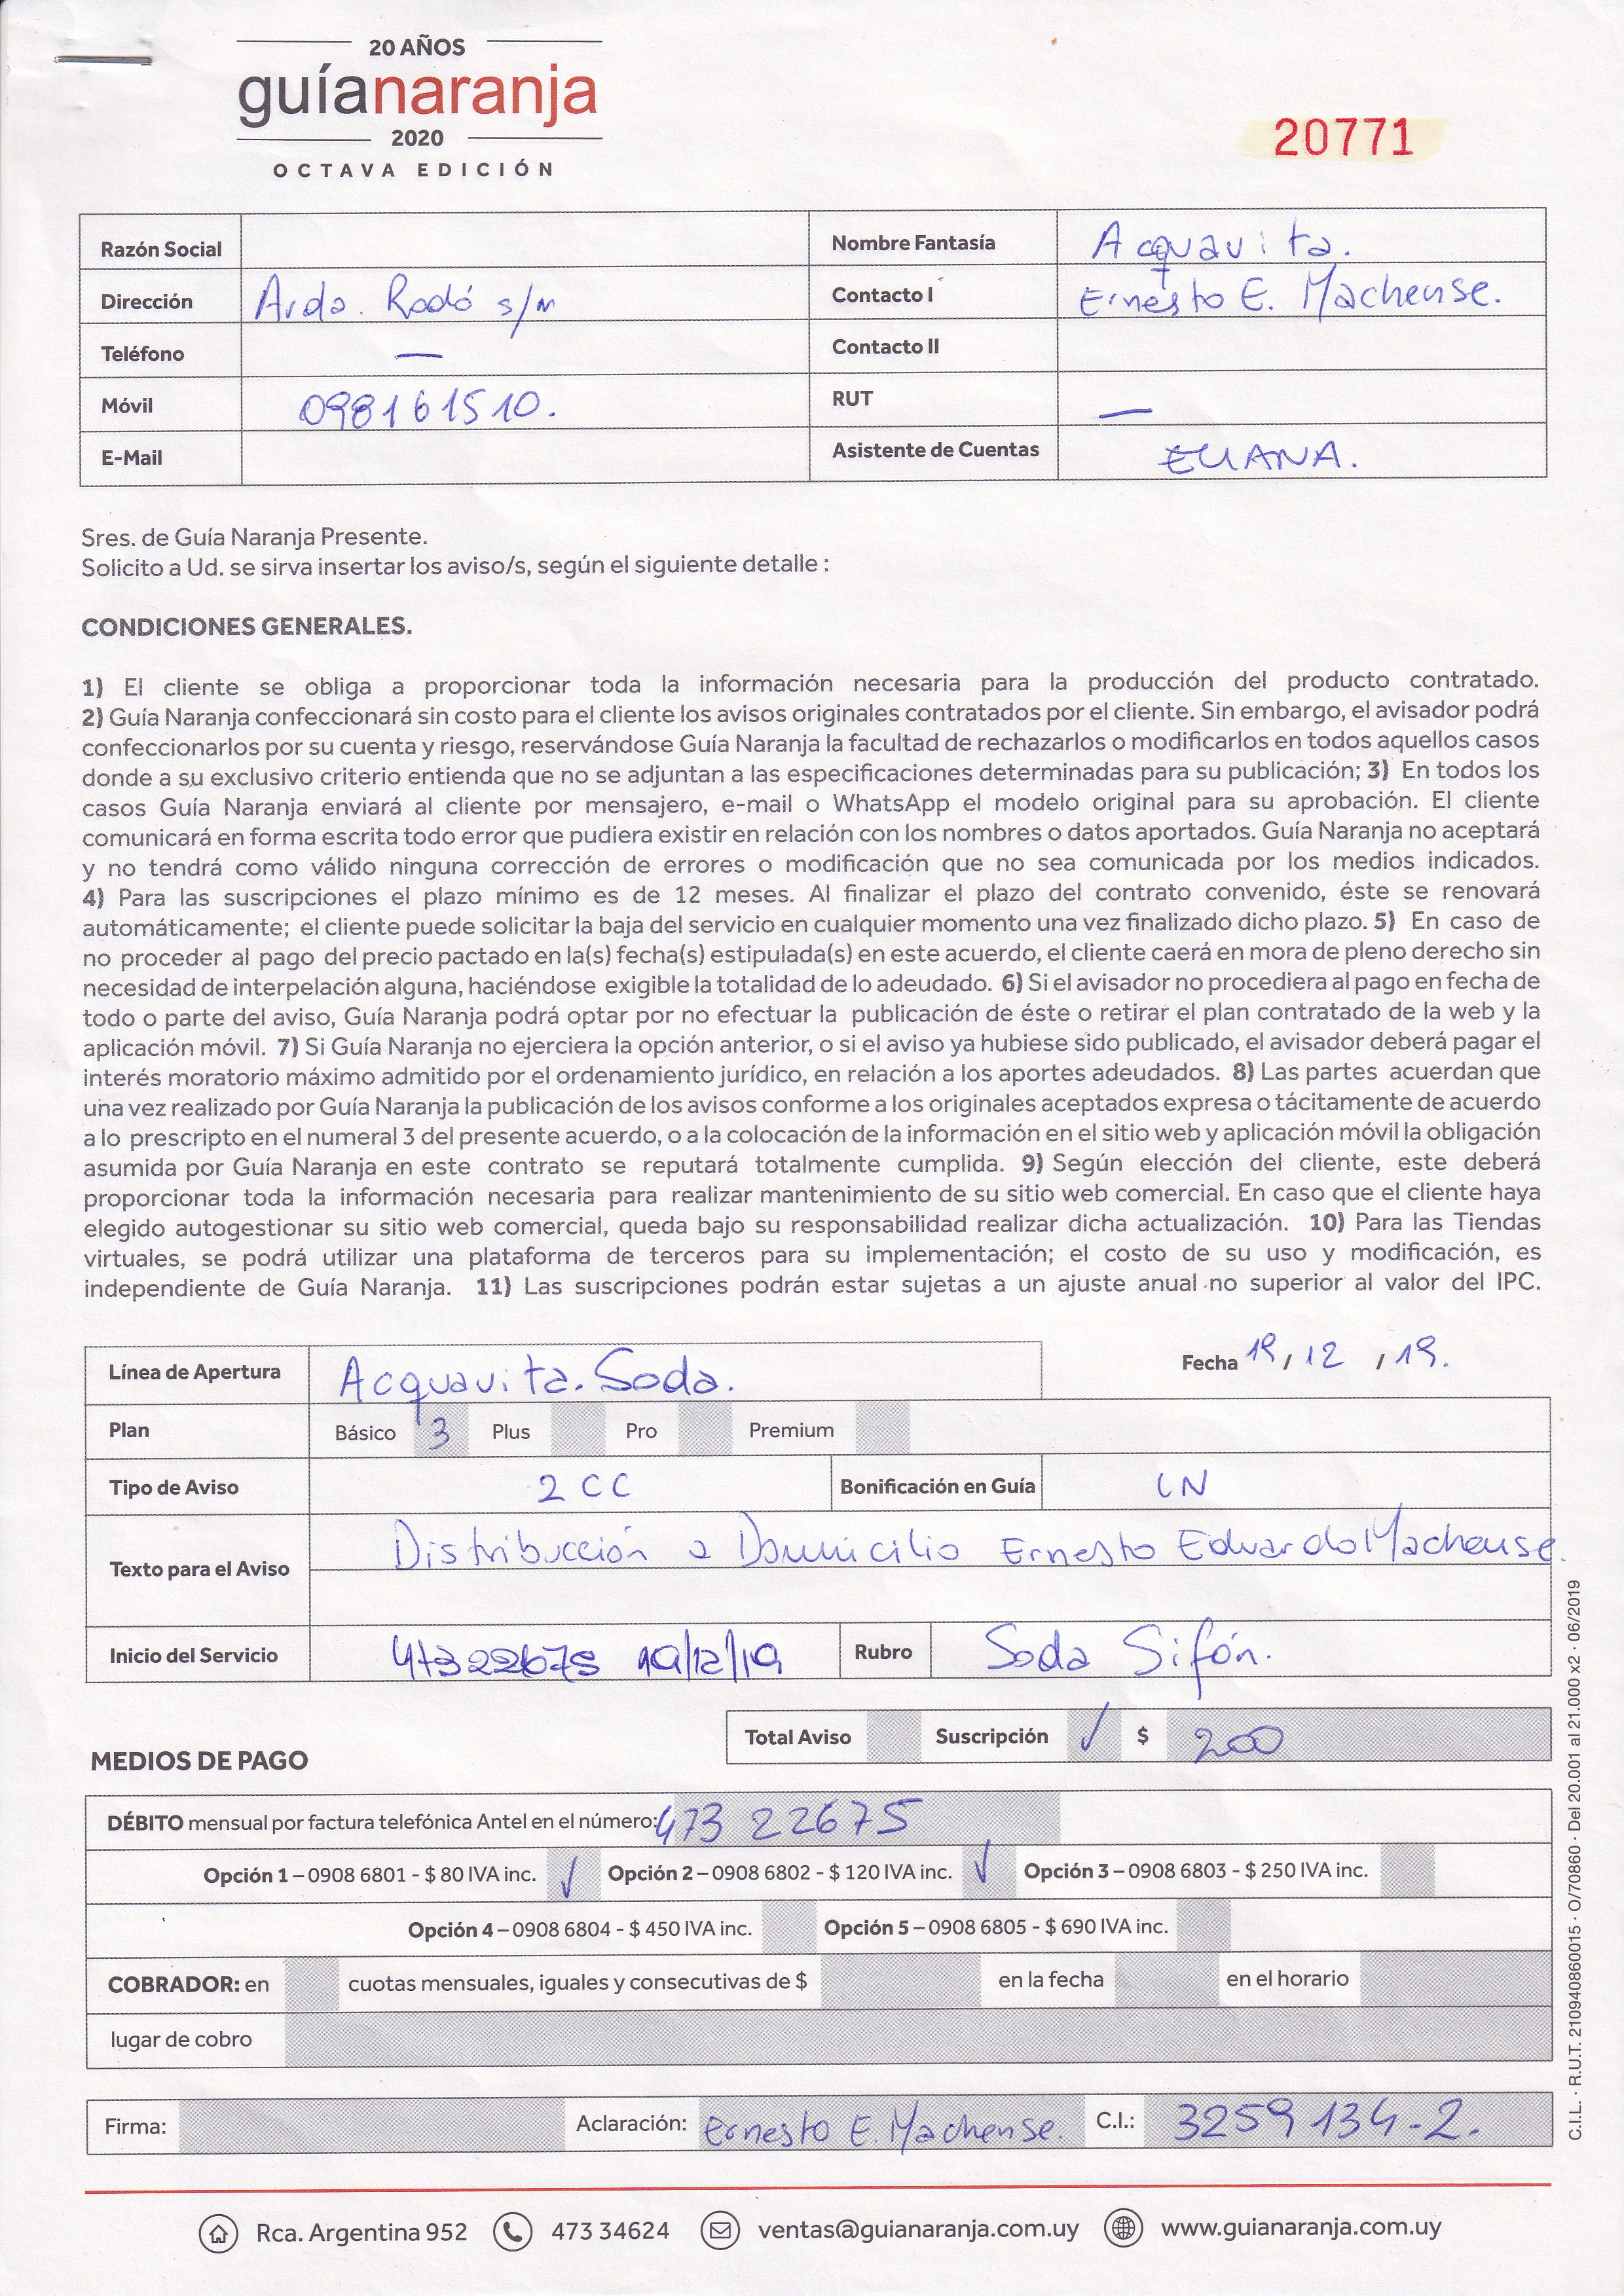 20 AÑOS
guíanaranja
2020
OCTAVA EDICIÓN
20771
Razón Social Nombre Fantasía Acquavita.
Dirección Avda. Rodó s/n Contacto I Ernesto E. Machense.
Teléfono — Contacto II
Móvil 098161510. RUT —
E-Mail Asistente de Cuentas ELIANA.
Sres. de Guía Naranja Presente.
Solicito a Ud. se sirva insertar los aviso/s, según el siguiente detalle :
CONDICIONES GENERALES.
1) El cliente se obliga a proporcionar toda la información necesaria para la producción del producto contratado.
2) Guía Naranja confeccionará sin costo para el cliente los avisos originales contratados por el cliente. Sin embargo, el avisador podrá
confeccionarlos por su cuenta y riesgo, reservándose Guía Naranja la facultad de rechazarlos o modificarlos en todos aquellos casos
donde a su exclusivo criterio entienda que no se adjuntan a las especificaciones determinadas para su publicación; 3) En todos los
casos Guía Naranja enviará al cliente por mensajero, e-mail o WhatsApp el modelo original para su aprobación. El cliente
comunicará en forma escrita todo error que pudiera existir en relación con los nombres o datos aportados. Guía Naranja no aceptará
y no tendrá como válido ninguna corrección de errores o modificación que no sea comunicada por los medios indicados.
4) Para las suscripciones el plazo mínimo es de 12 meses. Al finalizar el plazo del contrato convenido, éste se renovará
automáticamente; el cliente puede solicitar la baja del servicio en cualquier momento una vez finalizado dicho plazo. 5) En caso de
no proceder al pago del precio pactado en la(s) fecha(s) estipulada(s) en este acuerdo, el cliente caerá en mora de pleno derecho sin
necesidad de interpelación alguna, haciéndose exigible la totalidad de lo adeudado. 6) Si el avisador no procediera al pago en fecha de
todo o parte del aviso, Guía Naranja podrá optar por no efectuar la publicación de éste o retirar el plan contratado de la web y la
aplicación móvil. 7) Si Guía Naranja no ejerciera la opción anterior, o si el aviso ya hubiese sido publicado, el avisador deberá pagar el
interés moratorio máximo admitido por el ordenamiento jurídico, en relación a los aportes adeudados. 8) Las partes acuerdan que
una vez realizado por Guía Naranja la publicación de los avisos conforme a los originales aceptados expresa o tácitamente de acuerdo
a lo prescripto en el numeral 3 del presente acuerdo, o a la colocación de la información en el sitio web y aplicación móvil la obligación
asumida por Guía Naranja en este contrato se reputará totalmente cumplida. 9) Según elección del cliente, este deberá
proporcionar toda la información necesaria para realizar mantenimiento de su sitio web comercial. En caso que el cliente haya
elegido autogestionar su sitio web comercial, queda bajo su responsabilidad realizar dicha actualización. 10) Para las Tiendas
virtuales, se podrá utilizar una plataforma de terceros para su implementación; el costo de su uso y modificación, es
independiente de Guía Naranja. 11) Las suscripciones podrán estar sujetas a un ajuste anual no superior al valor del IPC.
Línea de Apertura Acquavita. Soda. Fecha 19/12/19.
Plan Básico 3 Plus Pro Premium
Tipo de Aviso 2 CC Bonificación en Guía LN
Texto para el Aviso Distribucción a Domicilio Ernesto Eduardo Machense.
Inicio del Servicio 47322675 19/12/19 Rubro Soda Sifón.
Total Aviso Suscripción ✓ $ 200
MEDIOS DE PAGO
DÉBITO mensual por factura telefónica Antel en el número: 473 22675
Opción 1 – 0908 6801 - $ 80 IVA inc. ✓ Opción 2 – 0908 6802 - $ 120 IVA inc. ✓ Opción 3 – 0908 6803 - $ 250 IVA inc.
Opción 4 – 0908 6804 - $ 450 IVA inc. Opción 5 – 0908 6805 - $ 690 IVA inc.
COBRADOR: en cuotas mensuales, iguales y consecutivas de $ en la fecha en el horario
lugar de cobro
Firma: Aclaración: Ernesto E. Machense. C.I.: 3259134-2.
C.I.L. · R.U.T. 210940860015 · O/70860 · Del 20.001 al 21.000 x2 · 06/2019
Rca. Argentina 952 473 34624 ventas@guianaranja.com.uy www.guianaranja.com.uy